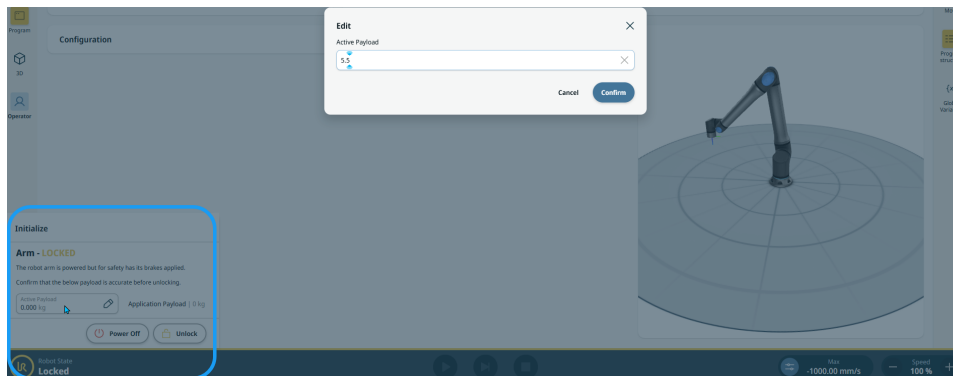 Program
3D
Operator
Configuration
Edit
Active Payload
5.5
Cancel
Confirm
Initialize
Arm - LOCKED
The robot arm is powered but for safety has its brakes applied.
Confirm that the below payload is accurate before unlocking.
Active Payload
0.000 kg
Application Payload | 0 kg
Power Off
Unlock
Robot State
Locked
Max
-1000.00 mm/s
Speed
100 %